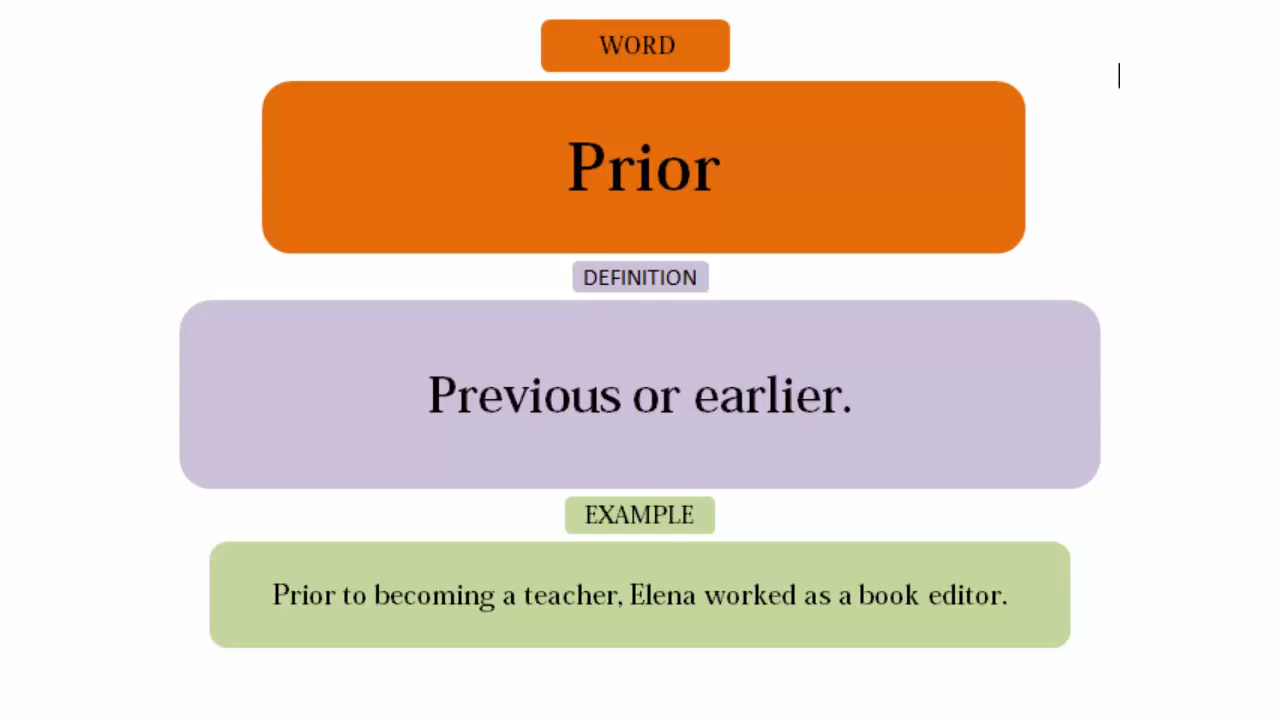 WORD
Prior
DEFINITION
Previous or earlier.
EXAMPLE
Prior to becoming a teacher, Elena worked as a book editor.